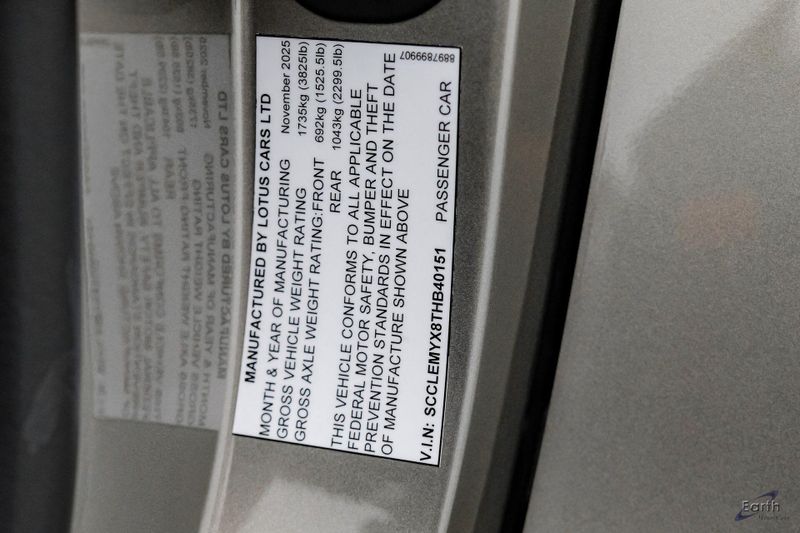 MANUFACTURED BY LOTUS CARS LTD
MONTH & YEAR OF MANUFACTURING November 2025
GROSS VEHICLE WEIGHT RATING 1735kg (3825lb)
GROSS AXLE WEIGHT RATING: FRONT 692kg (1525.5lb)
REAR 1043kg (2299.5lb)
THIS VEHICLE CONFORMS TO ALL APPLICABLE
FEDERAL MOTOR SAFETY, BUMPER AND THEFT
PREVENTION STANDARDS IN EFFECT ON THE DATE
OF MANUFACTURE SHOWN ABOVE
V.I.N: SCCLEMYX8THB40151 PASSENGER CAR
8897899907
Earth